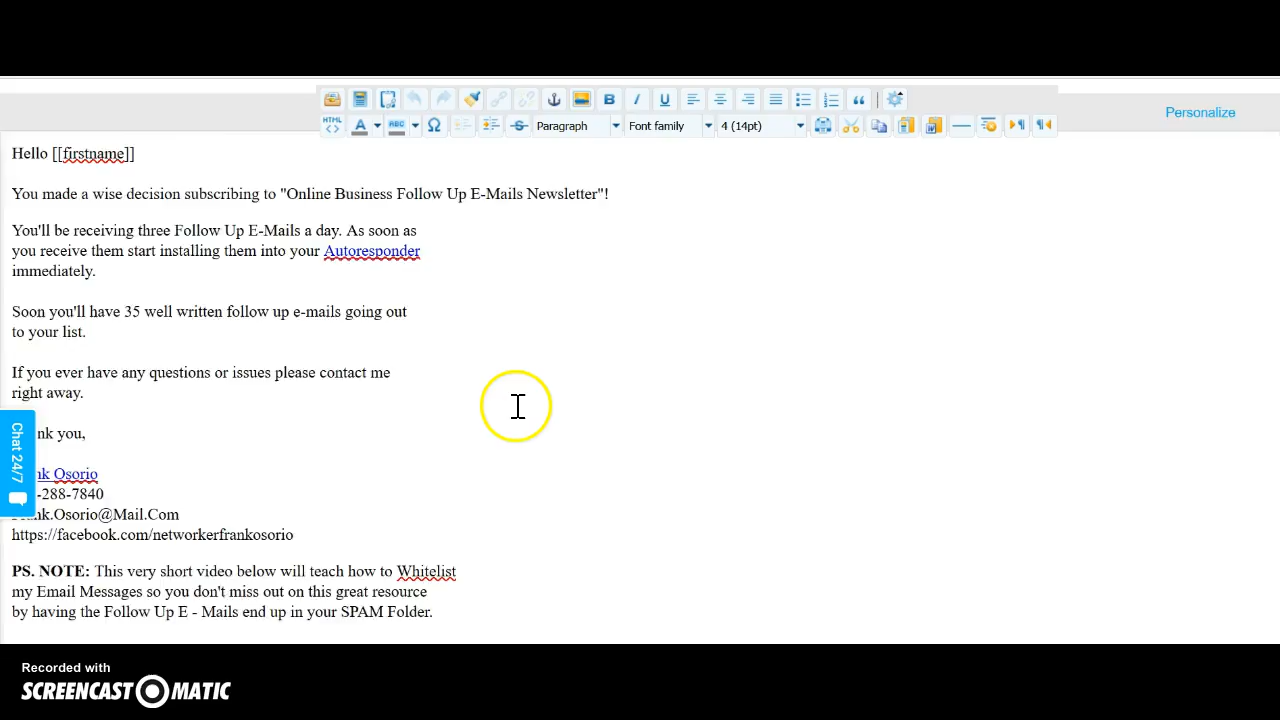 HTML
A
ABC
Ω
B
I
U
Paragraph
Font family
4 (14pt)
Personalize
Hello [[firstname]]
You made a wise decision subscribing to "Online Business Follow Up E-Mails Newsletter"!
You'll be receiving three Follow Up E-Mails a day. As soon as
you receive them start installing them into your Autoresponder
immediately.
Soon you'll have 35 well written follow up e-mails going out
to your list.
If you ever have any questions or issues please contact me
right away.
nk you,
nk Osorio
-288-7840
Frank.Osorio@Mail.Com
https://facebook.com/networkerfrankosorio
PS. NOTE: This very short video below will teach how to Whitelist
my Email Messages so you don't miss out on this great resource
by having the Follow Up E - Mails end up in your SPAM Folder.
Chat 24/7
Recorded with
SCREENCAST MATIC